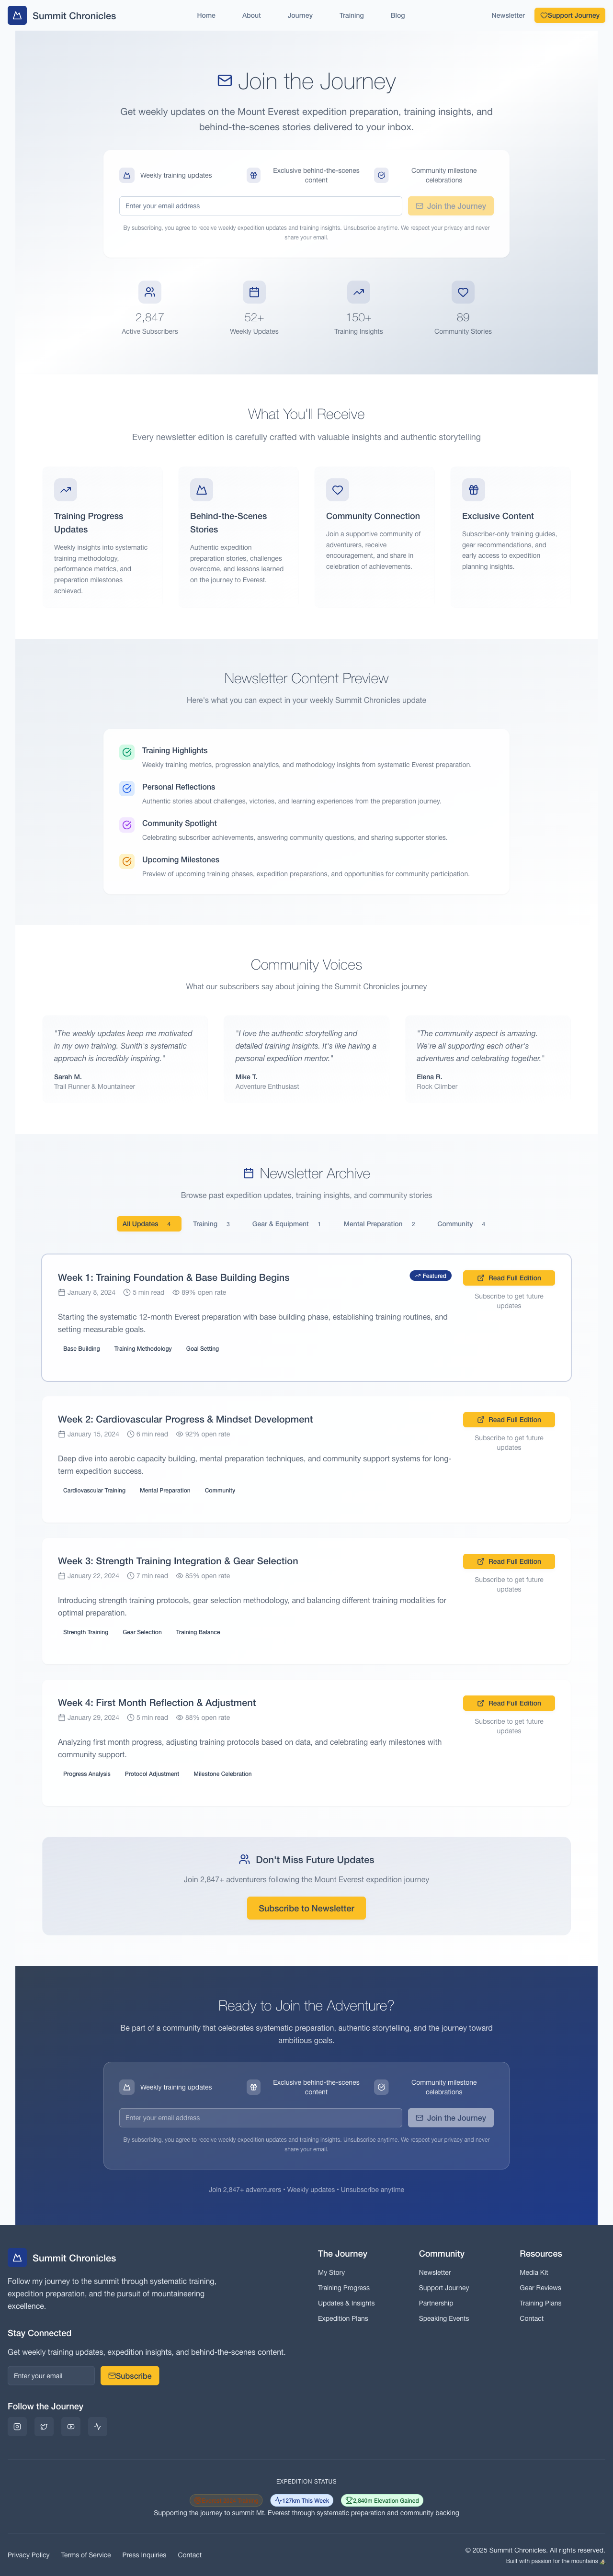 Summit Chronicles
Home
About
Journey
Training
Blog
Newsletter
Support Journey
Join the Journey
Get weekly updates on the Mount Everest expedition preparation, training insights, and
behind-the-scenes stories delivered to your inbox.
Weekly training updates
Exclusive behind-the-scenes
content
Community milestone
celebrations
Enter your email address
Join the Journey
By subscribing, you agree to receive weekly expedition updates and training insights. Unsubscribe anytime. We respect your privacy and never
share your email.
2,847
Active Subscribers
52+
Weekly Updates
150+
Training Insights
89
Community Stories
What You'll Receive
Every newsletter edition is carefully crafted with valuable insights and authentic storytelling
Training Progress
Updates
Weekly insights into systematic
training methodology,
performance metrics, and
preparation milestones
achieved.
Behind-the-Scenes
Stories
Authentic expedition
preparation stories, challenges
overcome, and lessons learned
on the journey to Everest.
Community Connection
Join a supportive community of
adventurers, receive
encouragement, and share in
celebration of achievements.
Exclusive Content
Subscriber-only training guides,
gear recommendations, and
early access to expedition
planning insights.
Newsletter Content Preview
Here's what you can expect in your weekly Summit Chronicles update
Training Highlights
Weekly training metrics, progression analytics, and methodology insights from systematic Everest preparation.
Personal Reflections
Authentic stories about challenges, victories, and learning experiences from the preparation journey.
Community Spotlight
Celebrating subscriber achievements, answering community questions, and sharing supporter stories.
Upcoming Milestones
Preview of upcoming training phases, expedition preparations, and opportunities for community participation.
Community Voices
What our subscribers say about joining the Summit Chronicles journey
"The weekly updates keep me motivated
in my own training. Sunith's systematic
approach is incredibly inspiring."
Sarah M.
Trail Runner & Mountaineer
"I love the authentic storytelling and
detailed training insights. It's like having a
personal expedition mentor."
Mike T.
Adventure Enthusiast
"The community aspect is amazing.
We're all supporting each other's
adventures and celebrating together."
Elena R.
Rock Climber
Newsletter Archive
Browse past expedition updates, training insights, and community stories
All Updates 4
Training 3
Gear & Equipment 1
Mental Preparation 2
Community 4
Week 1: Training Foundation & Base Building Begins
Featured
January 8, 2024
5 min read
89% open rate
Starting the systematic 12-month Everest preparation with base building phase, establishing training routines, and
setting measurable goals.
Base Building
Training Methodology
Goal Setting
Read Full Edition
Subscribe to get future
updates
Week 2: Cardiovascular Progress & Mindset Development
January 15, 2024
6 min read
92% open rate
Deep dive into aerobic capacity building, mental preparation techniques, and community support systems for long-
term expedition success.
Cardiovascular Training
Mental Preparation
Community
Read Full Edition
Subscribe to get future
updates
Week 3: Strength Training Integration & Gear Selection
January 22, 2024
7 min read
85% open rate
Introducing strength training protocols, gear selection methodology, and balancing different training modalities for
optimal preparation.
Strength Training
Gear Selection
Training Balance
Read Full Edition
Subscribe to get future
updates
Week 4: First Month Reflection & Adjustment
January 29, 2024
5 min read
88% open rate
Analyzing first month progress, adjusting training protocols based on data, and celebrating early milestones with
community support.
Progress Analysis
Protocol Adjustment
Milestone Celebration
Read Full Edition
Subscribe to get future
updates
Don't Miss Future Updates
Join 2,847+ adventurers following the Mount Everest expedition journey
Subscribe to Newsletter
Ready to Join the Adventure?
Be part of a community that celebrates systematic preparation, authentic storytelling, and the journey toward
ambitious goals.
Weekly training updates
Exclusive behind-the-scenes
content
Community milestone
celebrations
Enter your email address
Join the Journey
By subscribing, you agree to receive weekly expedition updates and training insights. Unsubscribe anytime. We respect your privacy and never
share your email.
Join 2,847+ adventurers • Weekly updates • Unsubscribe anytime
Summit Chronicles
Follow my journey to the summit through systematic training,
expedition preparation, and the pursuit of mountaineering
excellence.
Stay Connected
Get weekly training updates, expedition insights, and behind-the-scenes content.
Enter your email
Subscribe
Follow the Journey
The Journey
My Story
Training Progress
Updates & Insights
Expedition Plans
Community
Newsletter
Support Journey
Partnership
Speaking Events
Resources
Media Kit
Gear Reviews
Training Plans
Contact
EXPEDITION STATUS
127km This Week
2,840m Elevation Gained
Supporting the journey to summit Mt. Everest through systematic preparation and community backing
Privacy Policy
Terms of Service
Press Inquiries
Contact
© 2025 Summit Chronicles. All rights reserved.
Built with passion for the mountains